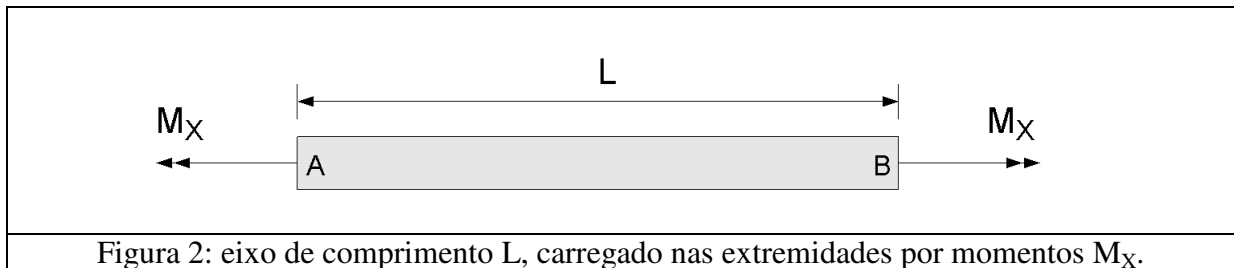 L
M_X M_X
A B
Figura 2: eixo de comprimento L, carregado nas extremidades por momentos M_X.